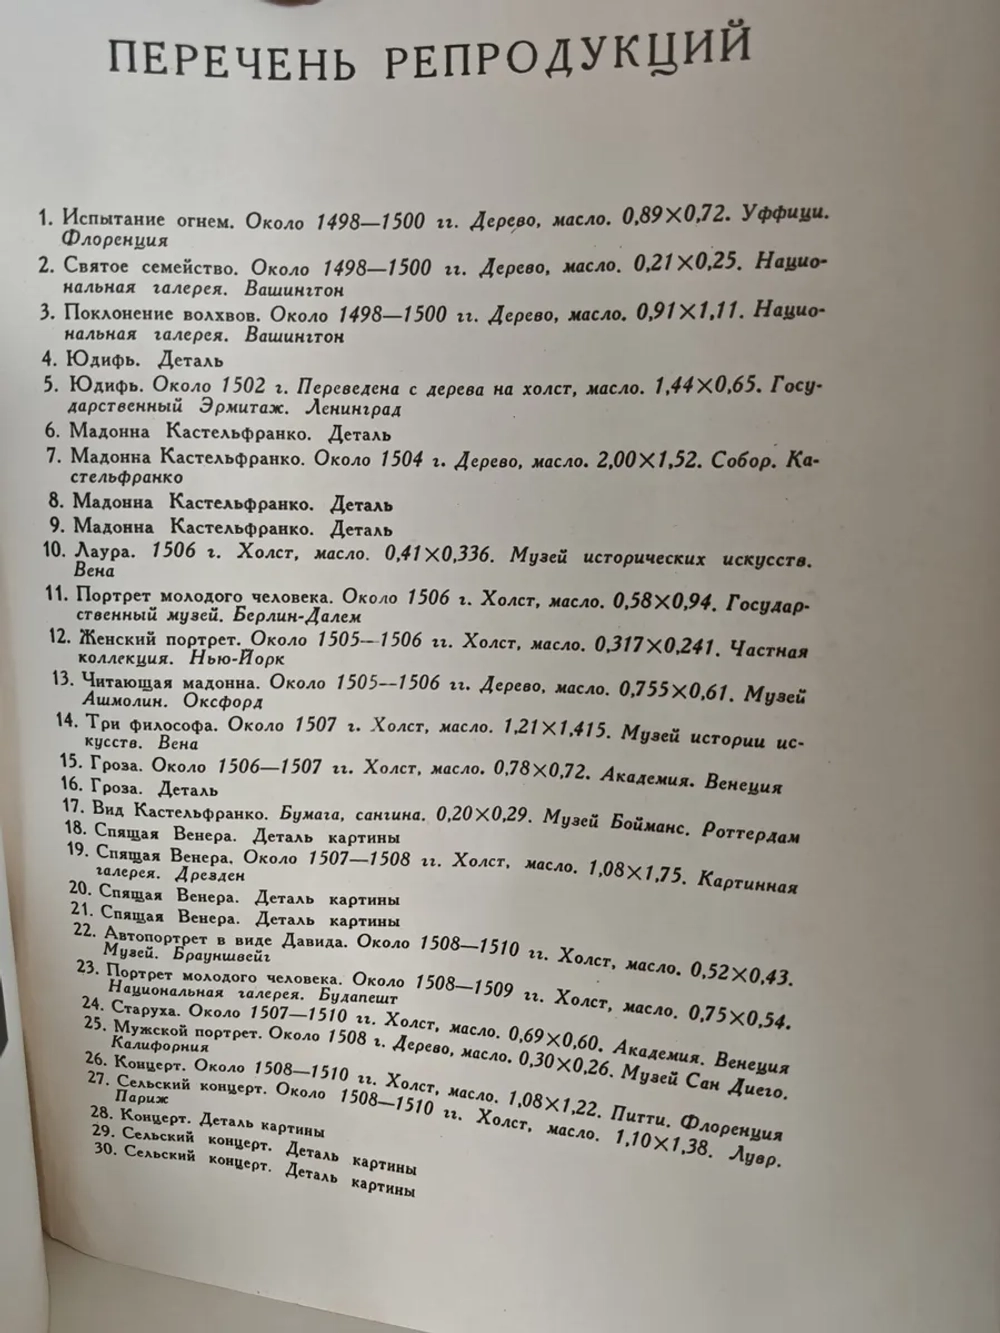 ПЕРЕЧЕНЬ РЕПРОДУКЦИЙ
1. Испытание огнем. Около 1498—1500 гг. Дерево, масло. 0,89×0,72. Уффици.
Флоренция
2. Святое семейство. Около 1498—1500 гг. Дерево, масло. 0,21×0,25. Нацио-
нальная галерея. Вашингтон
3. Поклонение волхвов. Около 1498—1500 гг. Дерево, масло. 0,91×1,11. Нацио-
нальная галерея. Вашингтон
4. Юдифь. Деталь
5. Юдифь. Около 1502 г. Переведена с дерева на холст, масло. 1,44×0,65. Госу-
дарственный Эрмитаж. Ленинград
6. Мадонна Кастельфранко. Деталь
7. Мадонна Кастельфранко. Около 1504 г. Дерево, масло. 2,00×1,52. Собор. Ка-
стельфранко
8. Мадонна Кастельфранко. Деталь
9. Мадонна Кастельфранко. Деталь
10. Лаура. 1506 г. Холст, масло. 0,41×0,336. Музей исторических искусств.
Вена
11. Портрет молодого человека. Около 1506 г. Холст, масло. 0,58×0,94. Государ-
ственный музей. Берлин-Далем
12. Женский портрет. Около 1505—1506 гг. Холст, масло. 0,317×0,241. Частная
коллекция. Нью-Йорк
13. Читающая мадонна. Около 1505—1506 гг. Дерево, масло. 0,755×0,61. Музей
Ашмолин. Оксфорд
14. Три философа. Около 1507 г. Холст, масло. 1,21×1,415. Музей истории ис-
кусств. Вена
15. Гроза. Около 1506—1507 гг. Холст, масло. 0,78×0,72. Академия. Венеция
16. Гроза. Деталь
17. Вид Кастельфранко. Бумага, сангина. 0,20×0,29. Музей Бойманс. Роттердам
18. Спящая Венера. Деталь картины
19. Спящая Венера. Около 1507—1508 гг. Холст, масло. 1,08×1,75. Картинная
галерея. Дрезден
20. Спящая Венера. Деталь картины
21. Спящая Венера. Деталь картины
22. Автопортрет в виде Давида. Около 1508—1510 гг. Холст, масло. 0,52×0,43.
Музей. Брауншвейг
23. Портрет молодого человека. Около 1508—1509 гг. Холст, масло. 0,75×0,54.
Национальная галерея. Будапешт
24. Старуха. Около 1507—1510 гг. Холст, масло. 0,69×0,60. Академия. Венеция
25. Мужской портрет. Около 1508 г. Дерево, масло. 0,30×0,26. Музей Сан Диего.
Калифорния
26. Концерт. Около 1508—1510 гг. Холст, масло. 1,08×1,22. Питти. Флоренция
27. Сельский концерт. Около 1508—1510 гг. Холст, масло. 1,10×1,38. Лувр.
Париж
28. Концерт. Деталь картины
29. Сельский концерт. Деталь картины
30. Сельский концерт. Деталь картины